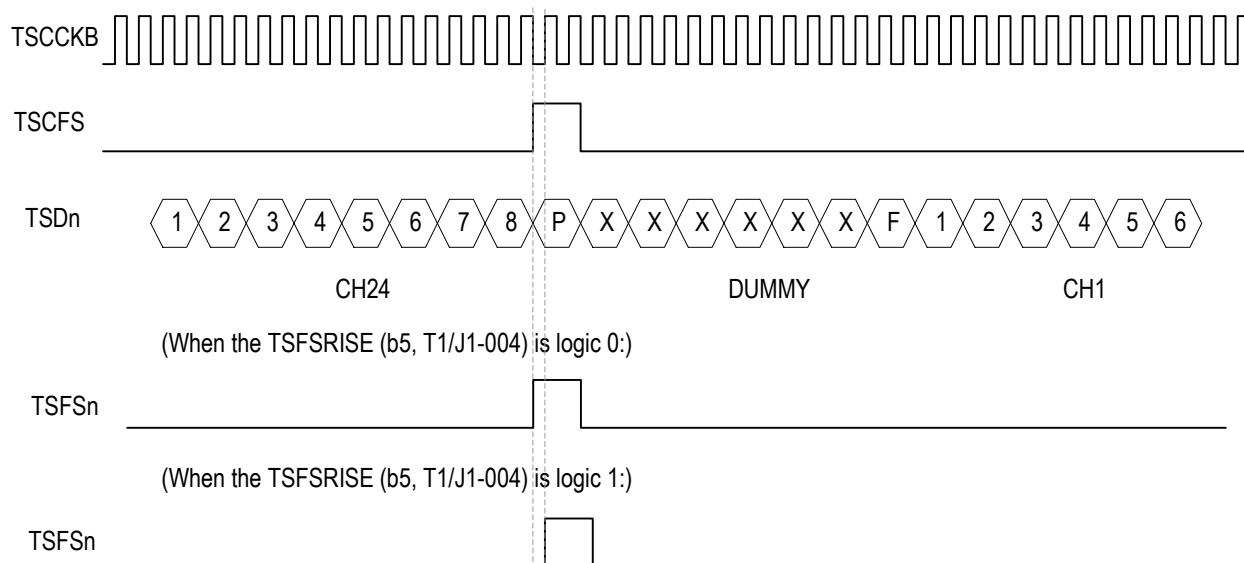 TSCCKB
TSCFS
TSDn 1 2 3 4 5 6 7 8 P X X X X X X F 1 2 3 4 5 6
CH24 DUMMY CH1
(When the TSFSRISE (b5, T1/J1-004) is logic 0:)
TSFSn
(When the TSFSRISE (b5, T1/J1-004) is logic 1:)
TSFSn